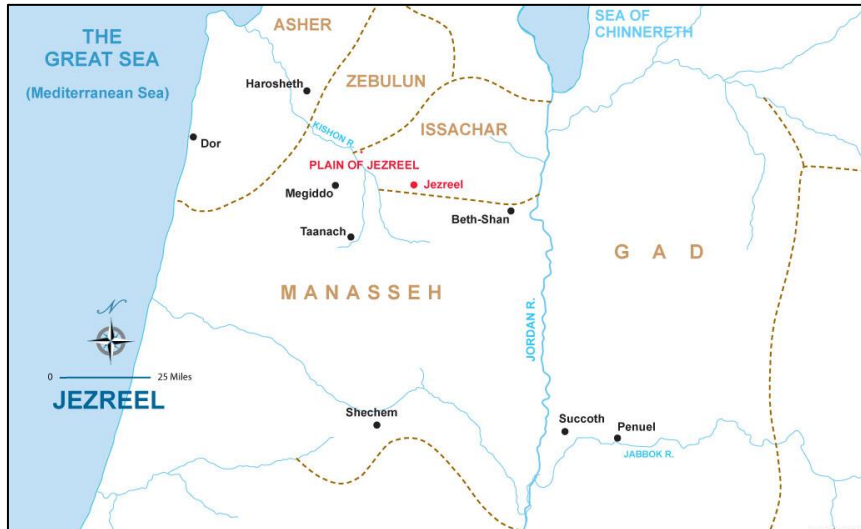 THE
GREAT SEA
(Mediterranean Sea)
ASHER
SEA OF
CHINNERETH
Harosheth
ZEBULUN
KISHON R.
ISSACHAR
Dor
PLAIN OF JEZREEL
Megiddo
Jezreel
Beth-Shan
Taanach
GAD
MANASSEH
JORDAN R.
N
0 25 Miles
JEZREEL
Shechem
Succoth
Penuel
JABBOK R.